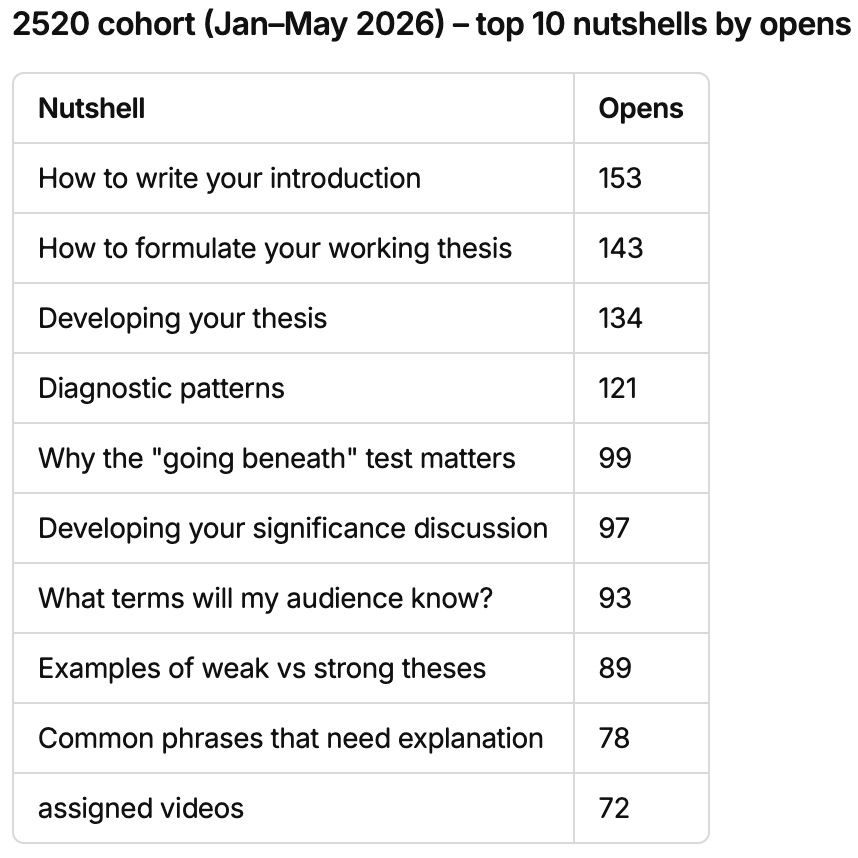 2520 cohort (Jan–May 2026) – top 10 nutshells by opens
Nutshell Opens
How to write your introduction 153
How to formulate your working thesis 143
Developing your thesis 134
Diagnostic patterns 121
Why the "going beneath" test matters 99
Developing your significance discussion 97
What terms will my audience know? 93
Examples of weak vs strong theses 89
Common phrases that need explanation 78
assigned videos 72